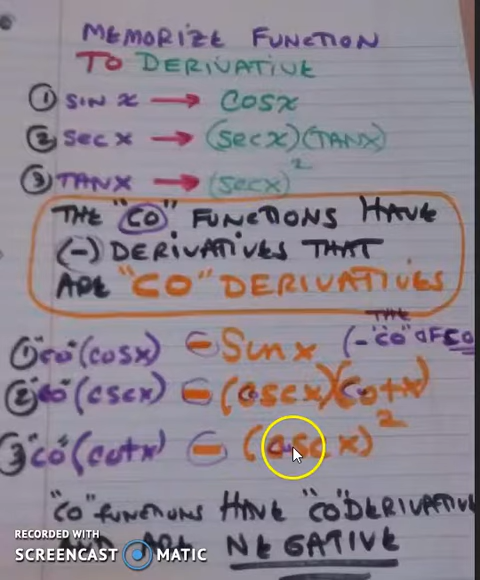 MEMORIZE FUNCTION
TO DERIVATIVE
① SIN X → COSX
② SEC X → (SECX)(TANX)
③ TANX → (SECX)²
THE "CO" FUNCTIONS HAVE
(-) DERIVATIVES THAT
ARE "CO" DERIVATIVES
THE
① "CO" (COSX) - SINX (-"CO" OF CO
② "CO" (CSCX) - (CSCX)(COTX)
③ "CO" (COTX) - (CSCX)²
"CO" FUNCTIONS HAVE "CO" DERIVATIVE
ARE NEGATIVE
RECORDED WITH
SCREENCAST MATIC